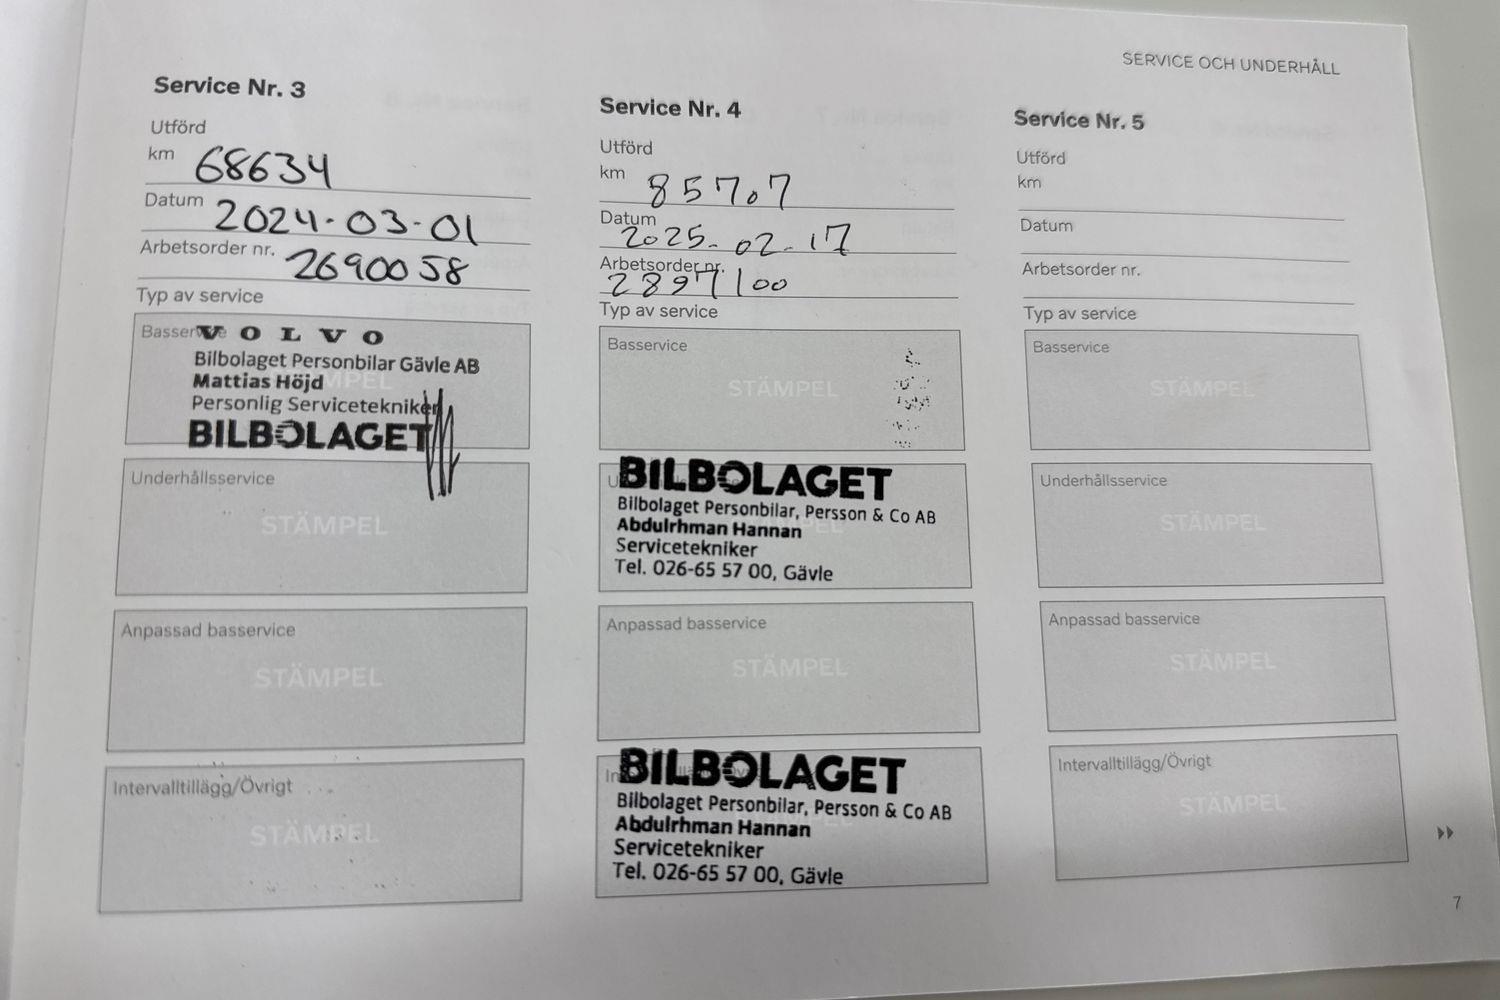 SERVICE OCH UNDERHÅLL
Service Nr. 3
Utförd
km 68634
Datum 2024-03-01
Arbetsorder nr. 2690058
Typ av service
Basservice
VOLVO
Bilbolaget Personbilar Gävle AB
Mattias Höjd
Personlig Servicetekniker
BILBOLAGET
STÄMPEL
Underhållsservice
STÄMPEL
Anpassad basservice
STÄMPEL
Intervalltillägg/Övrigt
STÄMPEL
Service Nr. 4
Utförd
km 85707
Datum 2025-02-17
Arbetsorder nr. 2897100
Typ av service
Basservice
STÄMPEL
BILBOLAGET
Bilbolaget Personbilar, Persson & Co AB
Abdulrhman Hannan
Servicetekniker
Tel. 026-65 57 00, Gävle
Anpassad basservice
STÄMPEL
BILBOLAGET
Bilbolaget Personbilar, Persson & Co AB
Abdulrhman Hannan
Servicetekniker
Tel. 026-65 57 00, Gävle
Service Nr. 5
Utförd
km
Datum
Arbetsorder nr.
Typ av service
Basservice
STÄMPEL
Underhållsservice
STÄMPEL
Anpassad basservice
STÄMPEL
Intervalltillägg/Övrigt
STÄMPEL
7